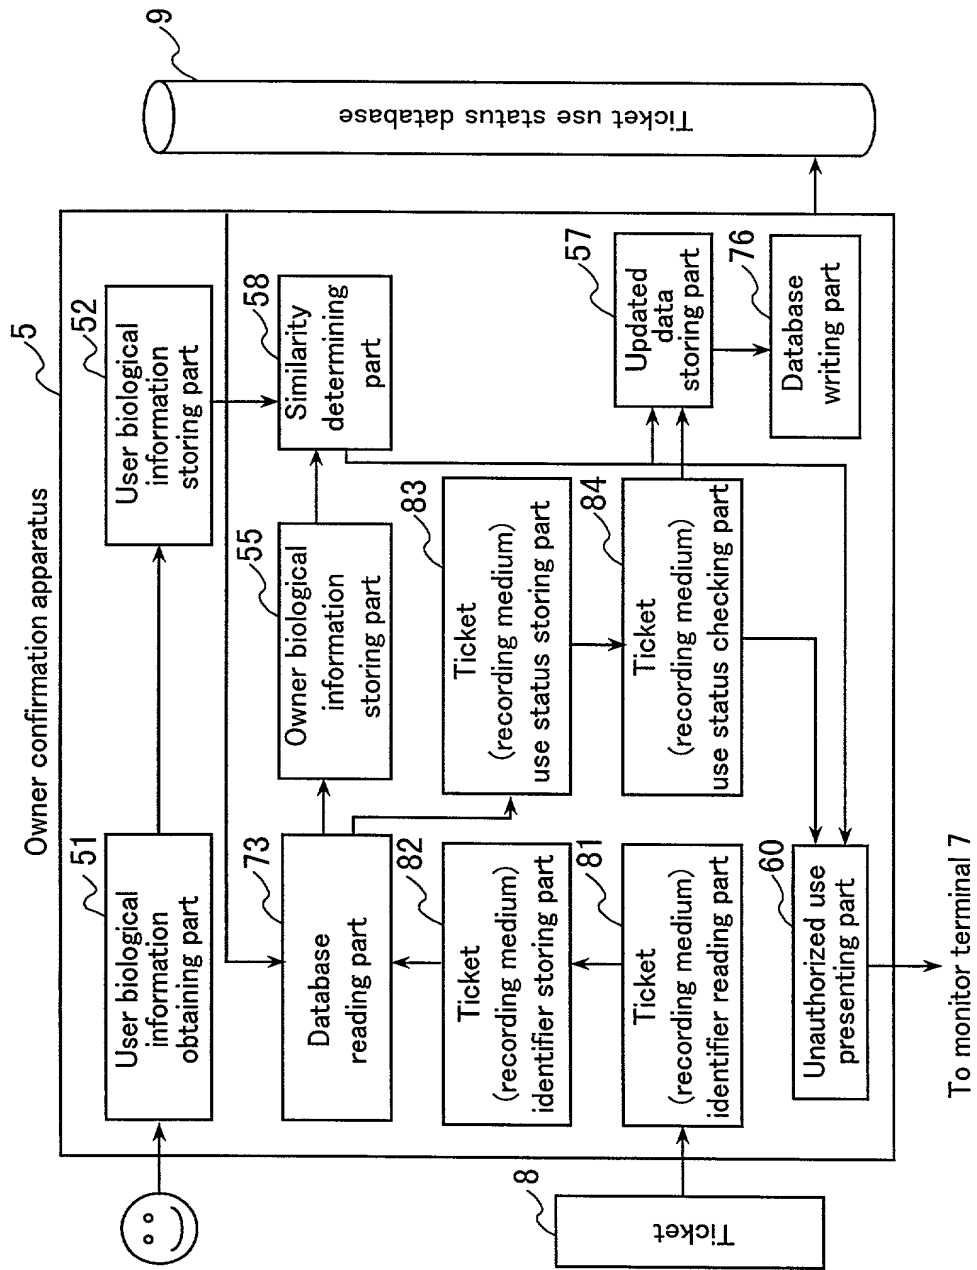 Owner confirmation apparatus
5
51
User biological
information
obtaining part
52
User biological
information
storing part
9
Ticket use status database
73
Database
reading part
55
Owner biological
information
storing part
58
Similarity
determining
part
82
Ticket
(recording medium)
identifier storing part
83
Ticket
(recording medium)
use status storing part
57
Updated
data
storing part
81
Ticket
(recording medium)
identifier reading part
84
Ticket
(recording medium)
use status checking part
76
Database
writing part
8
Ticket
60
Unauthorized use
presenting part
To monitor terminal 7